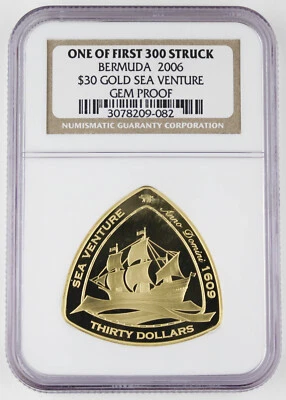 ONE OF FIRST 300 STRUCK
BERMUDA 2006
$30 GOLD SEA VENTURE
GEM PROOF
3078209-082
NUMISMATIC GUARANTY CORPORATION
SEA VENTURE
Anno Domini 1609
THIRTY DOLLARS